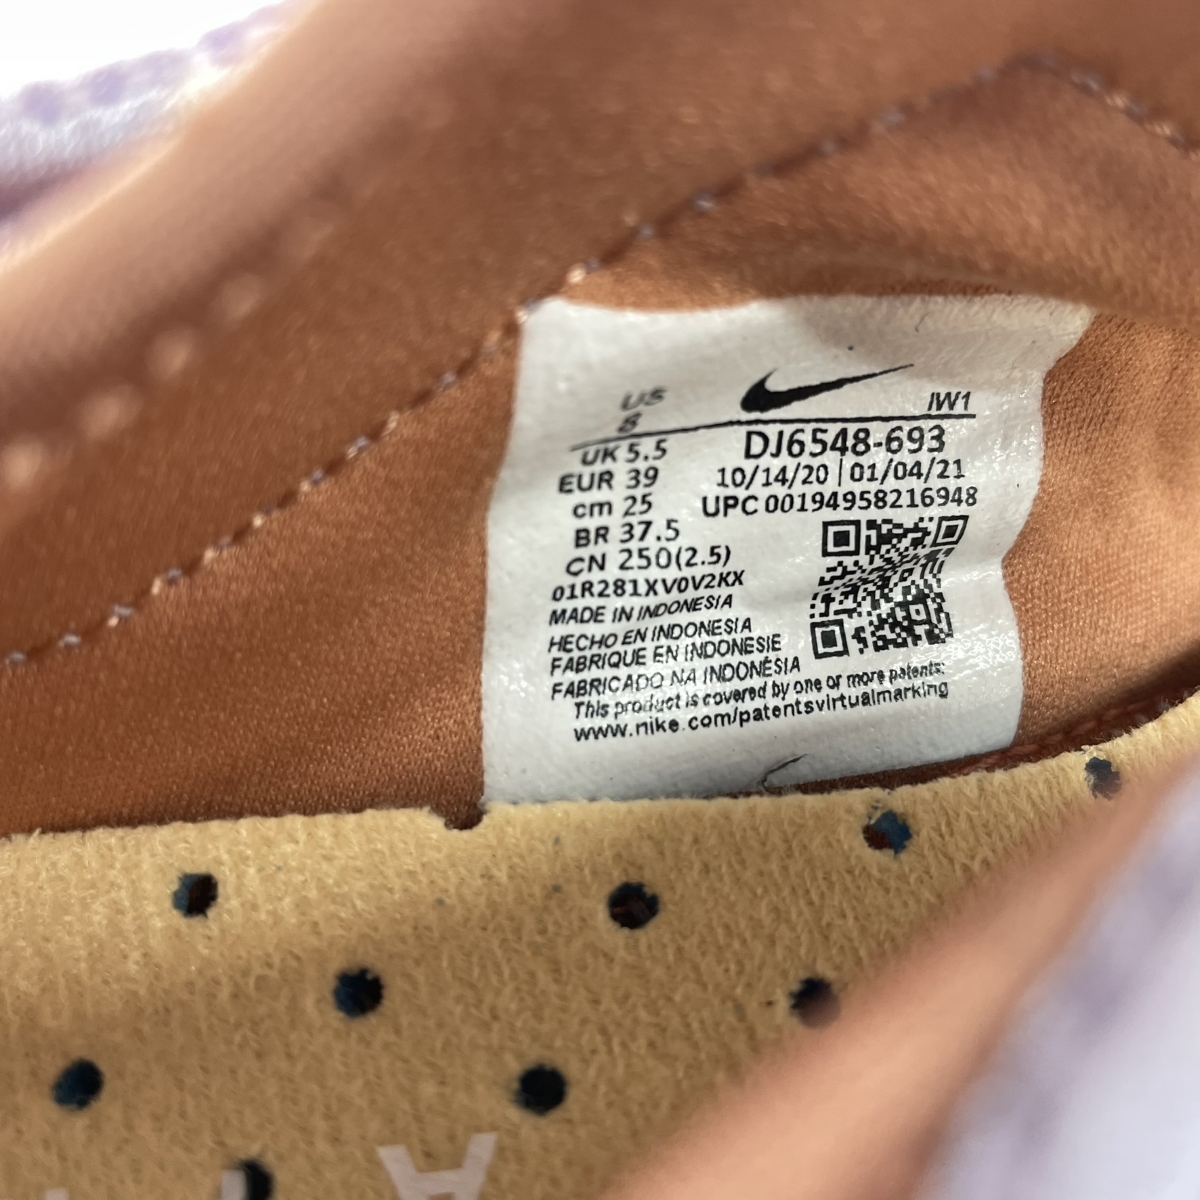 US
8
IW1
UK 5.5
DJ6548-693
EUR 39
10/14/20 | 01/04/21
cm 25
UPC 00194958216948
BR 37.5
CN 250(2.5)
01R281XV0V2KX
MADE IN INDONESIA
HECHO EN INDONESIA
FABRIQUE EN INDONESIE
FABRICADO NA INDONÉSIA
This product is covered by one or more patents:
www.nike.com/patentsvirtualmarking